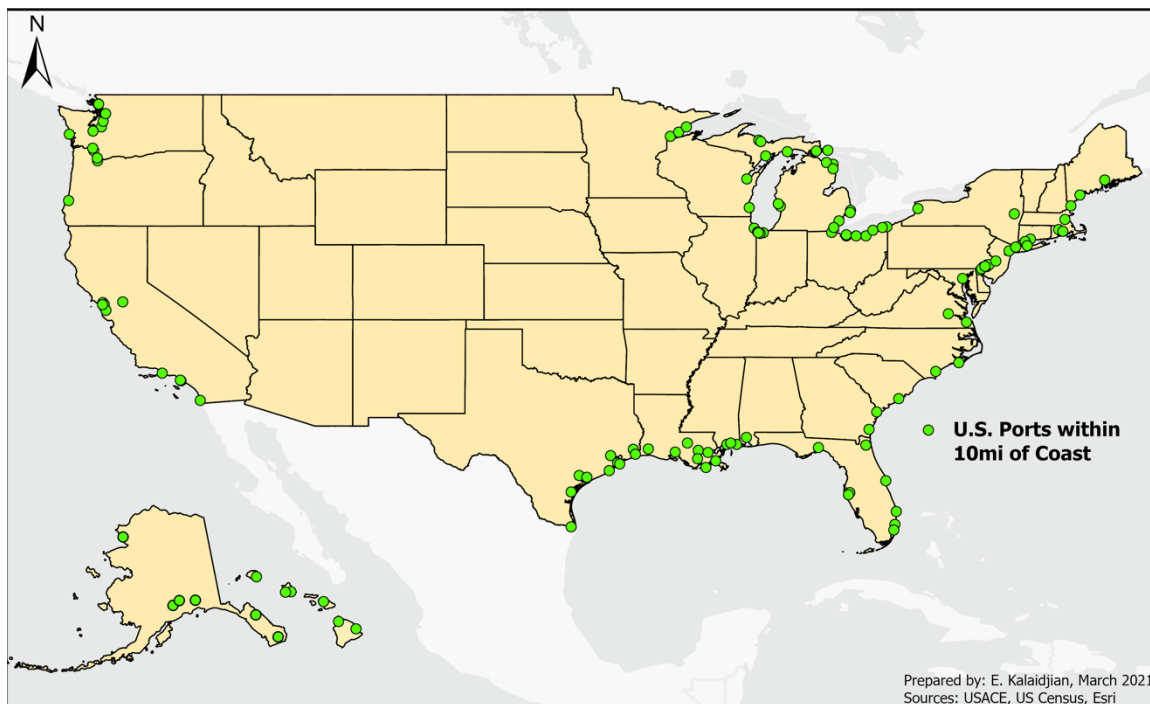 N
U.S. Ports within
10mi of Coast
Prepared by: E. Kalaidjian, March 2021
Sources: USACE, US Census, Esri